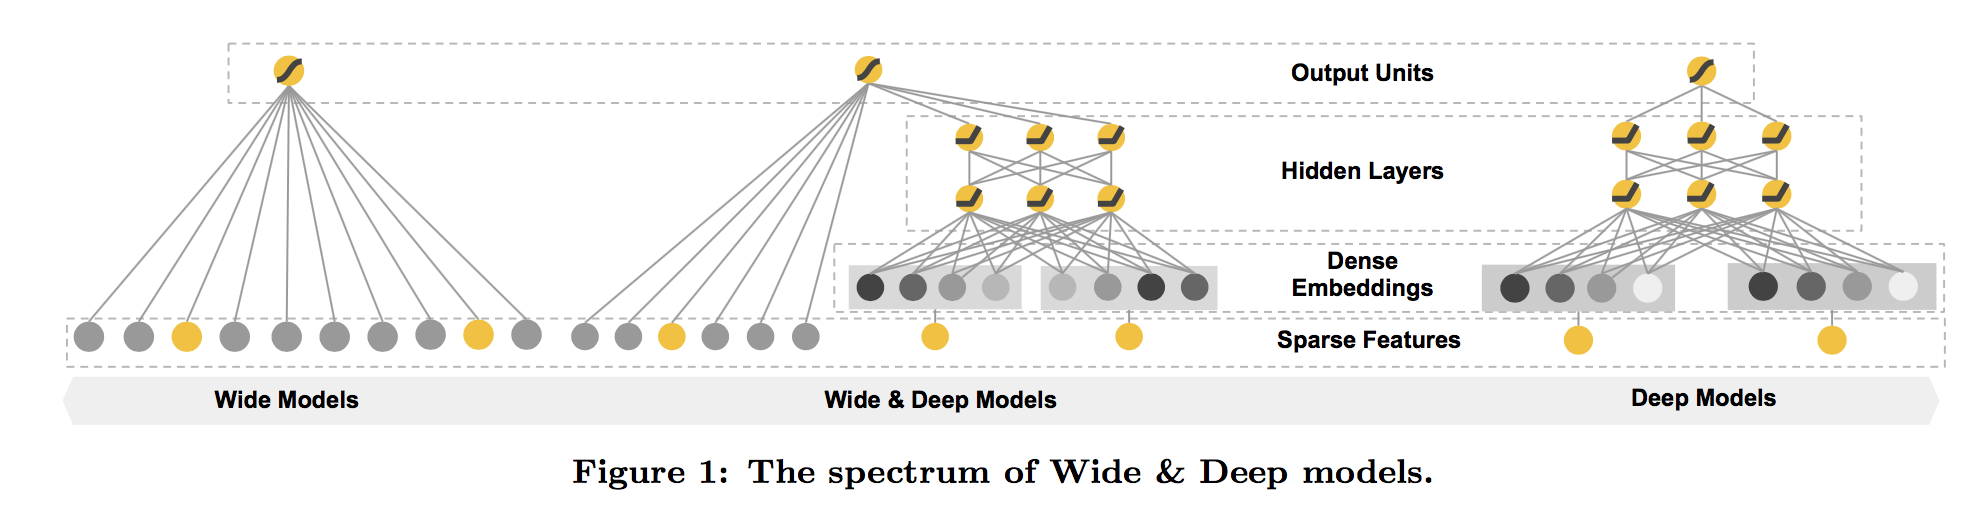 Output Units
Hidden Layers
Dense
Embeddings
Sparse Features
Wide Models
Wide & Deep Models
Deep Models
Figure 1: The spectrum of Wide & Deep models.